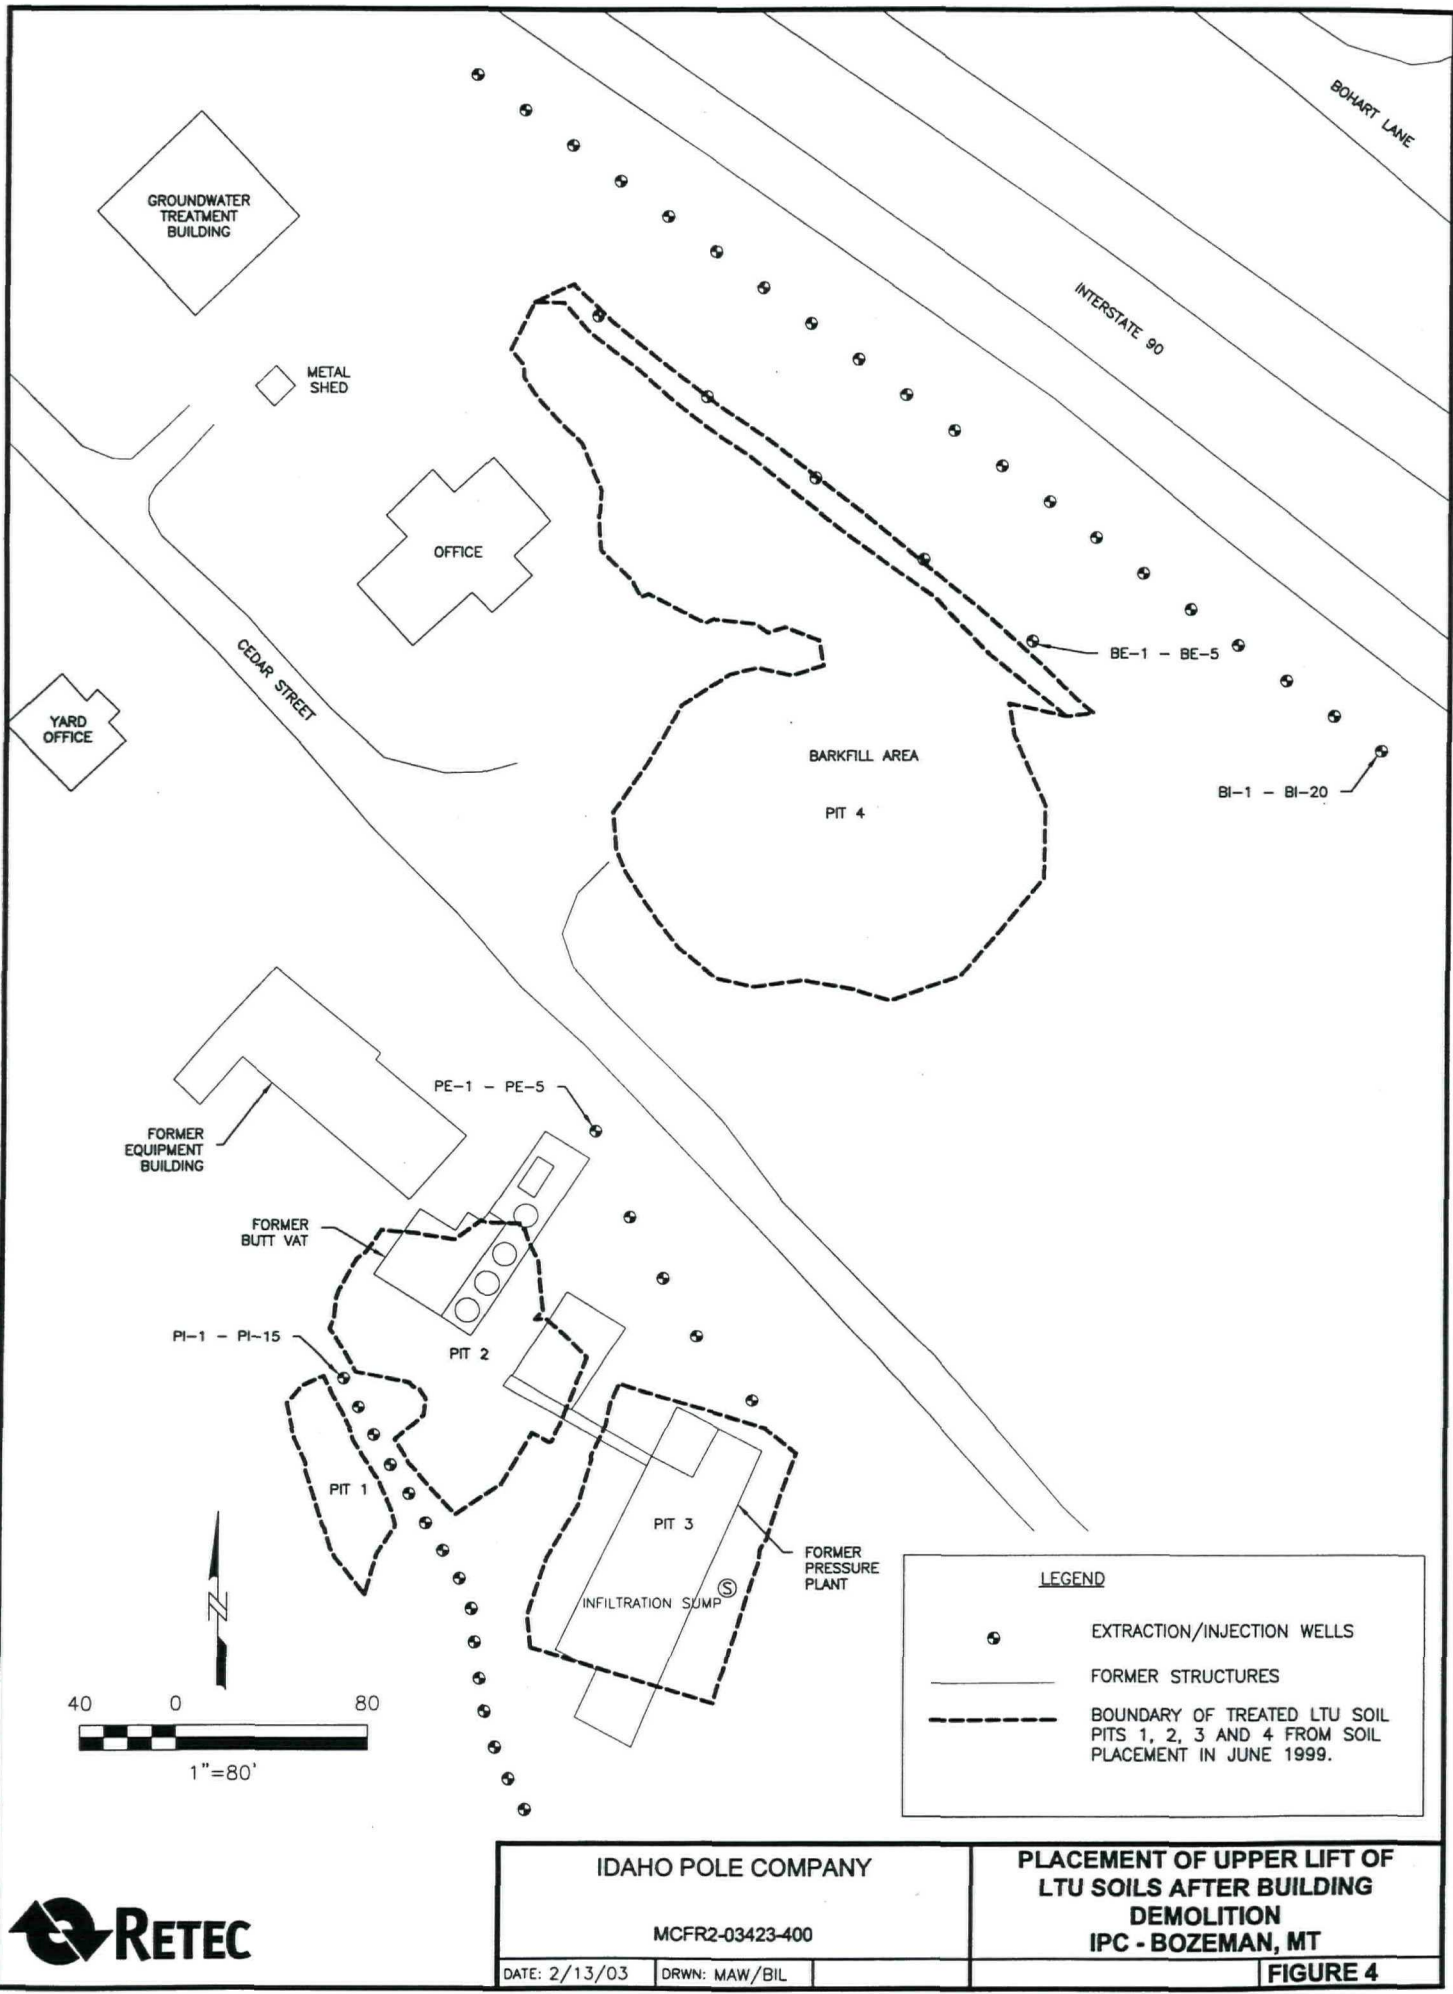 BOHART LANE
GROUNDWATER
TREATMENT
BUILDING
INTERSTATE 90
METAL
SHED
OFFICE
CEDAR STREET
BE-1 - BE-5
YARD
OFFICE
BARKFILL AREA
PIT 4
BI-1 - BI-20
PE-1 - PE-5
FORMER
EQUIPMENT
BUILDING
FORMER
BUTT VAT
PI-1 - PI-15
PIT 2
PIT 1
PIT 3
FORMER
PRESSURE
PLANT
INFILTRATION SUMP
S
N
LEGEND
EXTRACTION/INJECTION WELLS
FORMER STRUCTURES
BOUNDARY OF TREATED LTU SOIL
PITS 1, 2, 3 AND 4 FROM SOIL
PLACEMENT IN JUNE 1999.
40 0 80
1"=80'
RETEC
IDAHO POLE COMPANY
MCFR2-03423-400
DATE: 2/13/03 DRWN: MAW/BIL
PLACEMENT OF UPPER LIFT OF
LTU SOILS AFTER BUILDING
DEMOLITION
IPC - BOZEMAN, MT
FIGURE 4